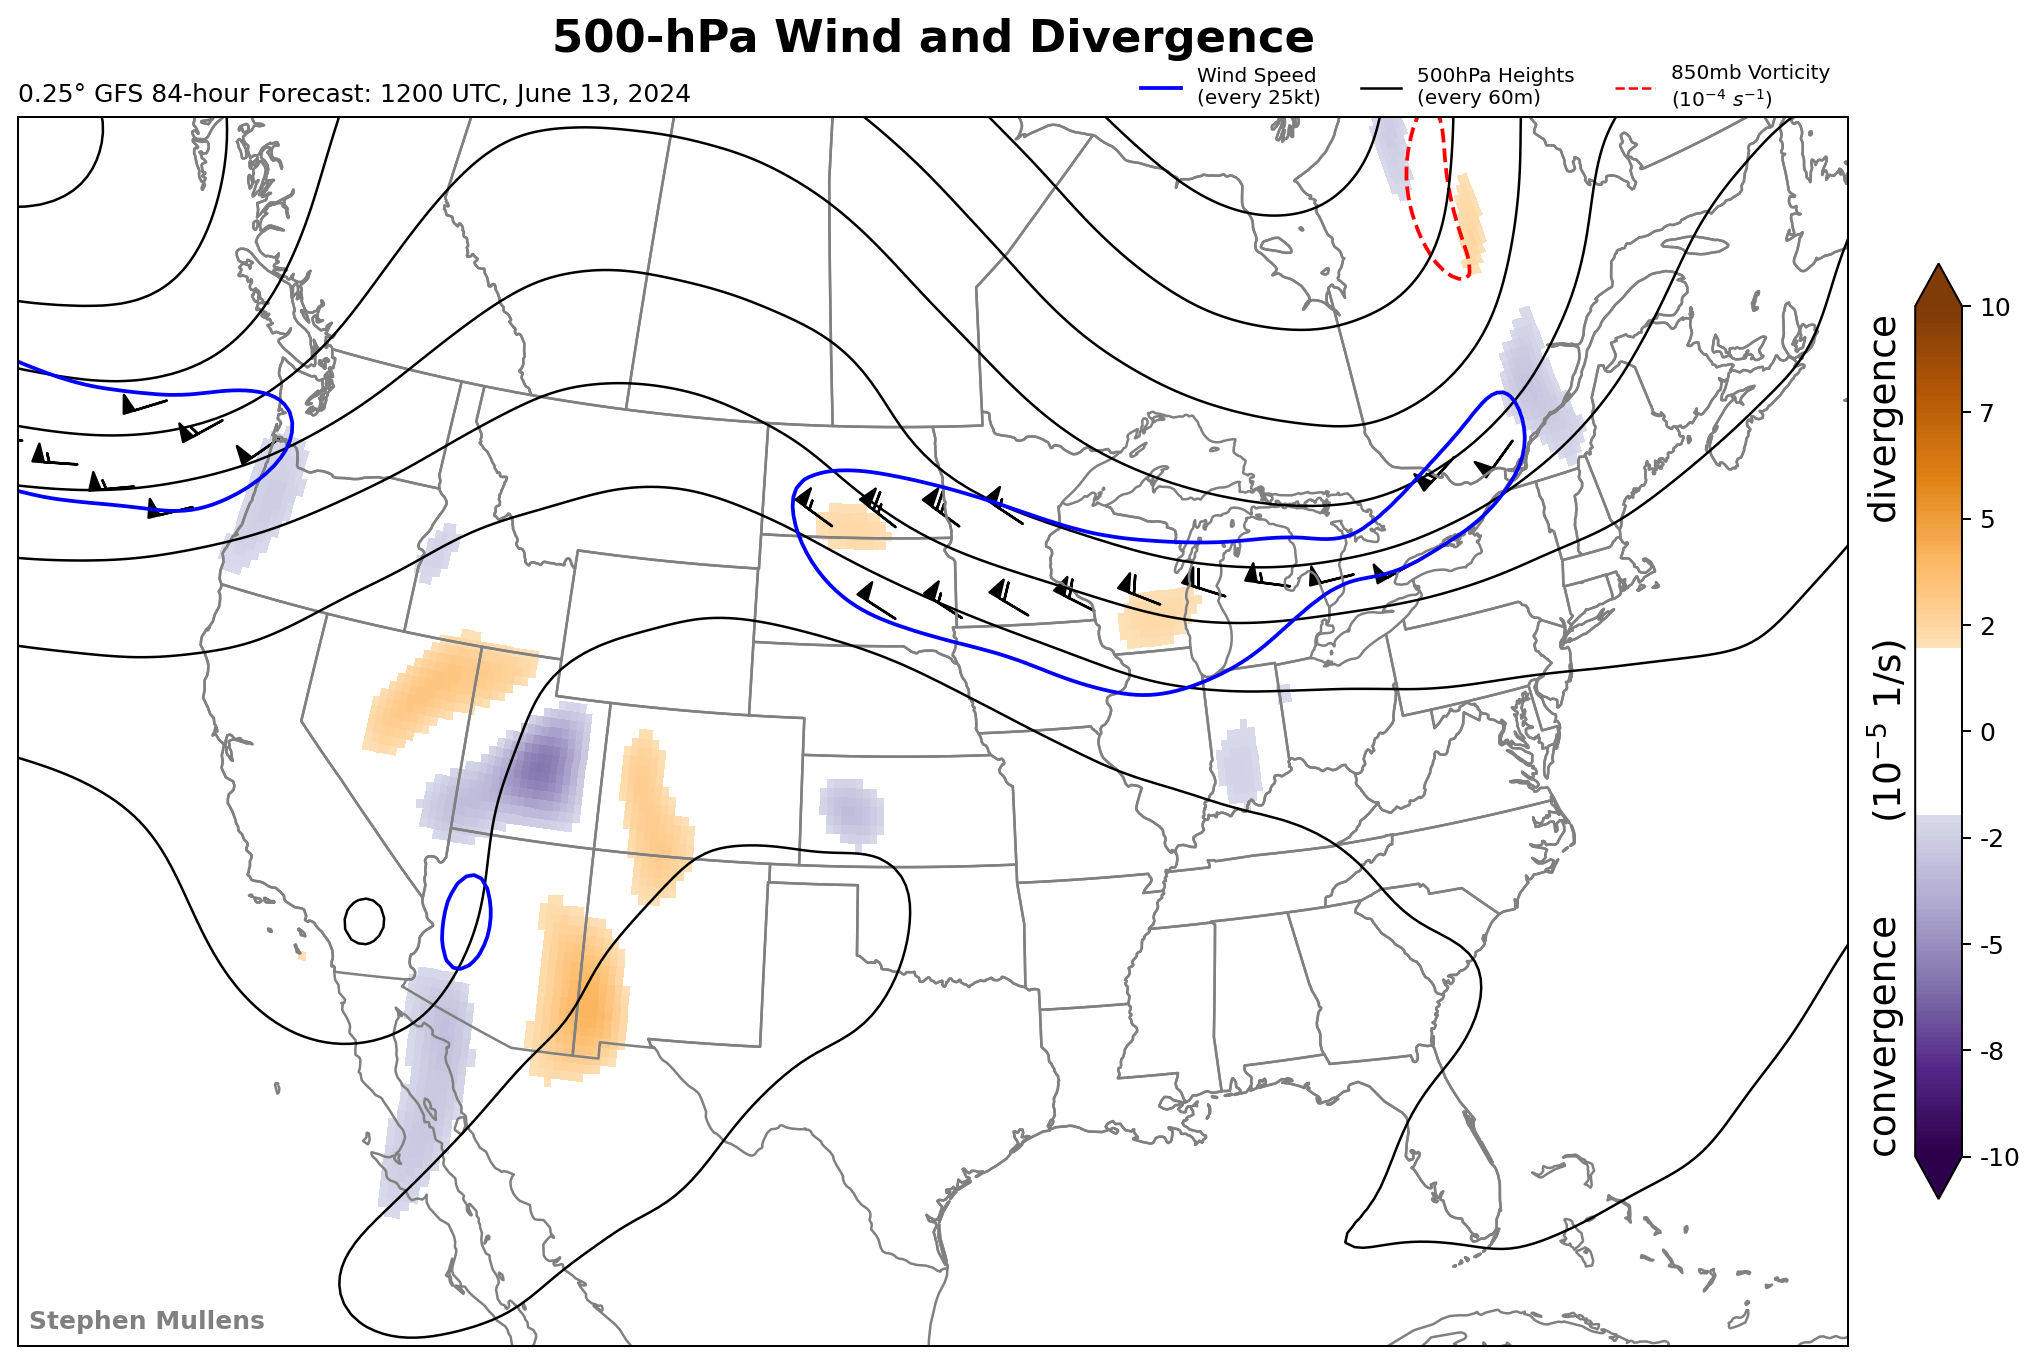 500-hPa Wind and Divergence
0.25° GFS 84-hour Forecast: 1200 UTC, June 13, 2024
Wind Speed
(every 25kt)
500hPa Heights
(every 60m)
850mb Vorticity
(10⁻⁴ s⁻¹)
10
7
5
2
0
-2
-5
-8
-10
convergence (10⁻⁵ 1/s) divergence
Stephen Mullens